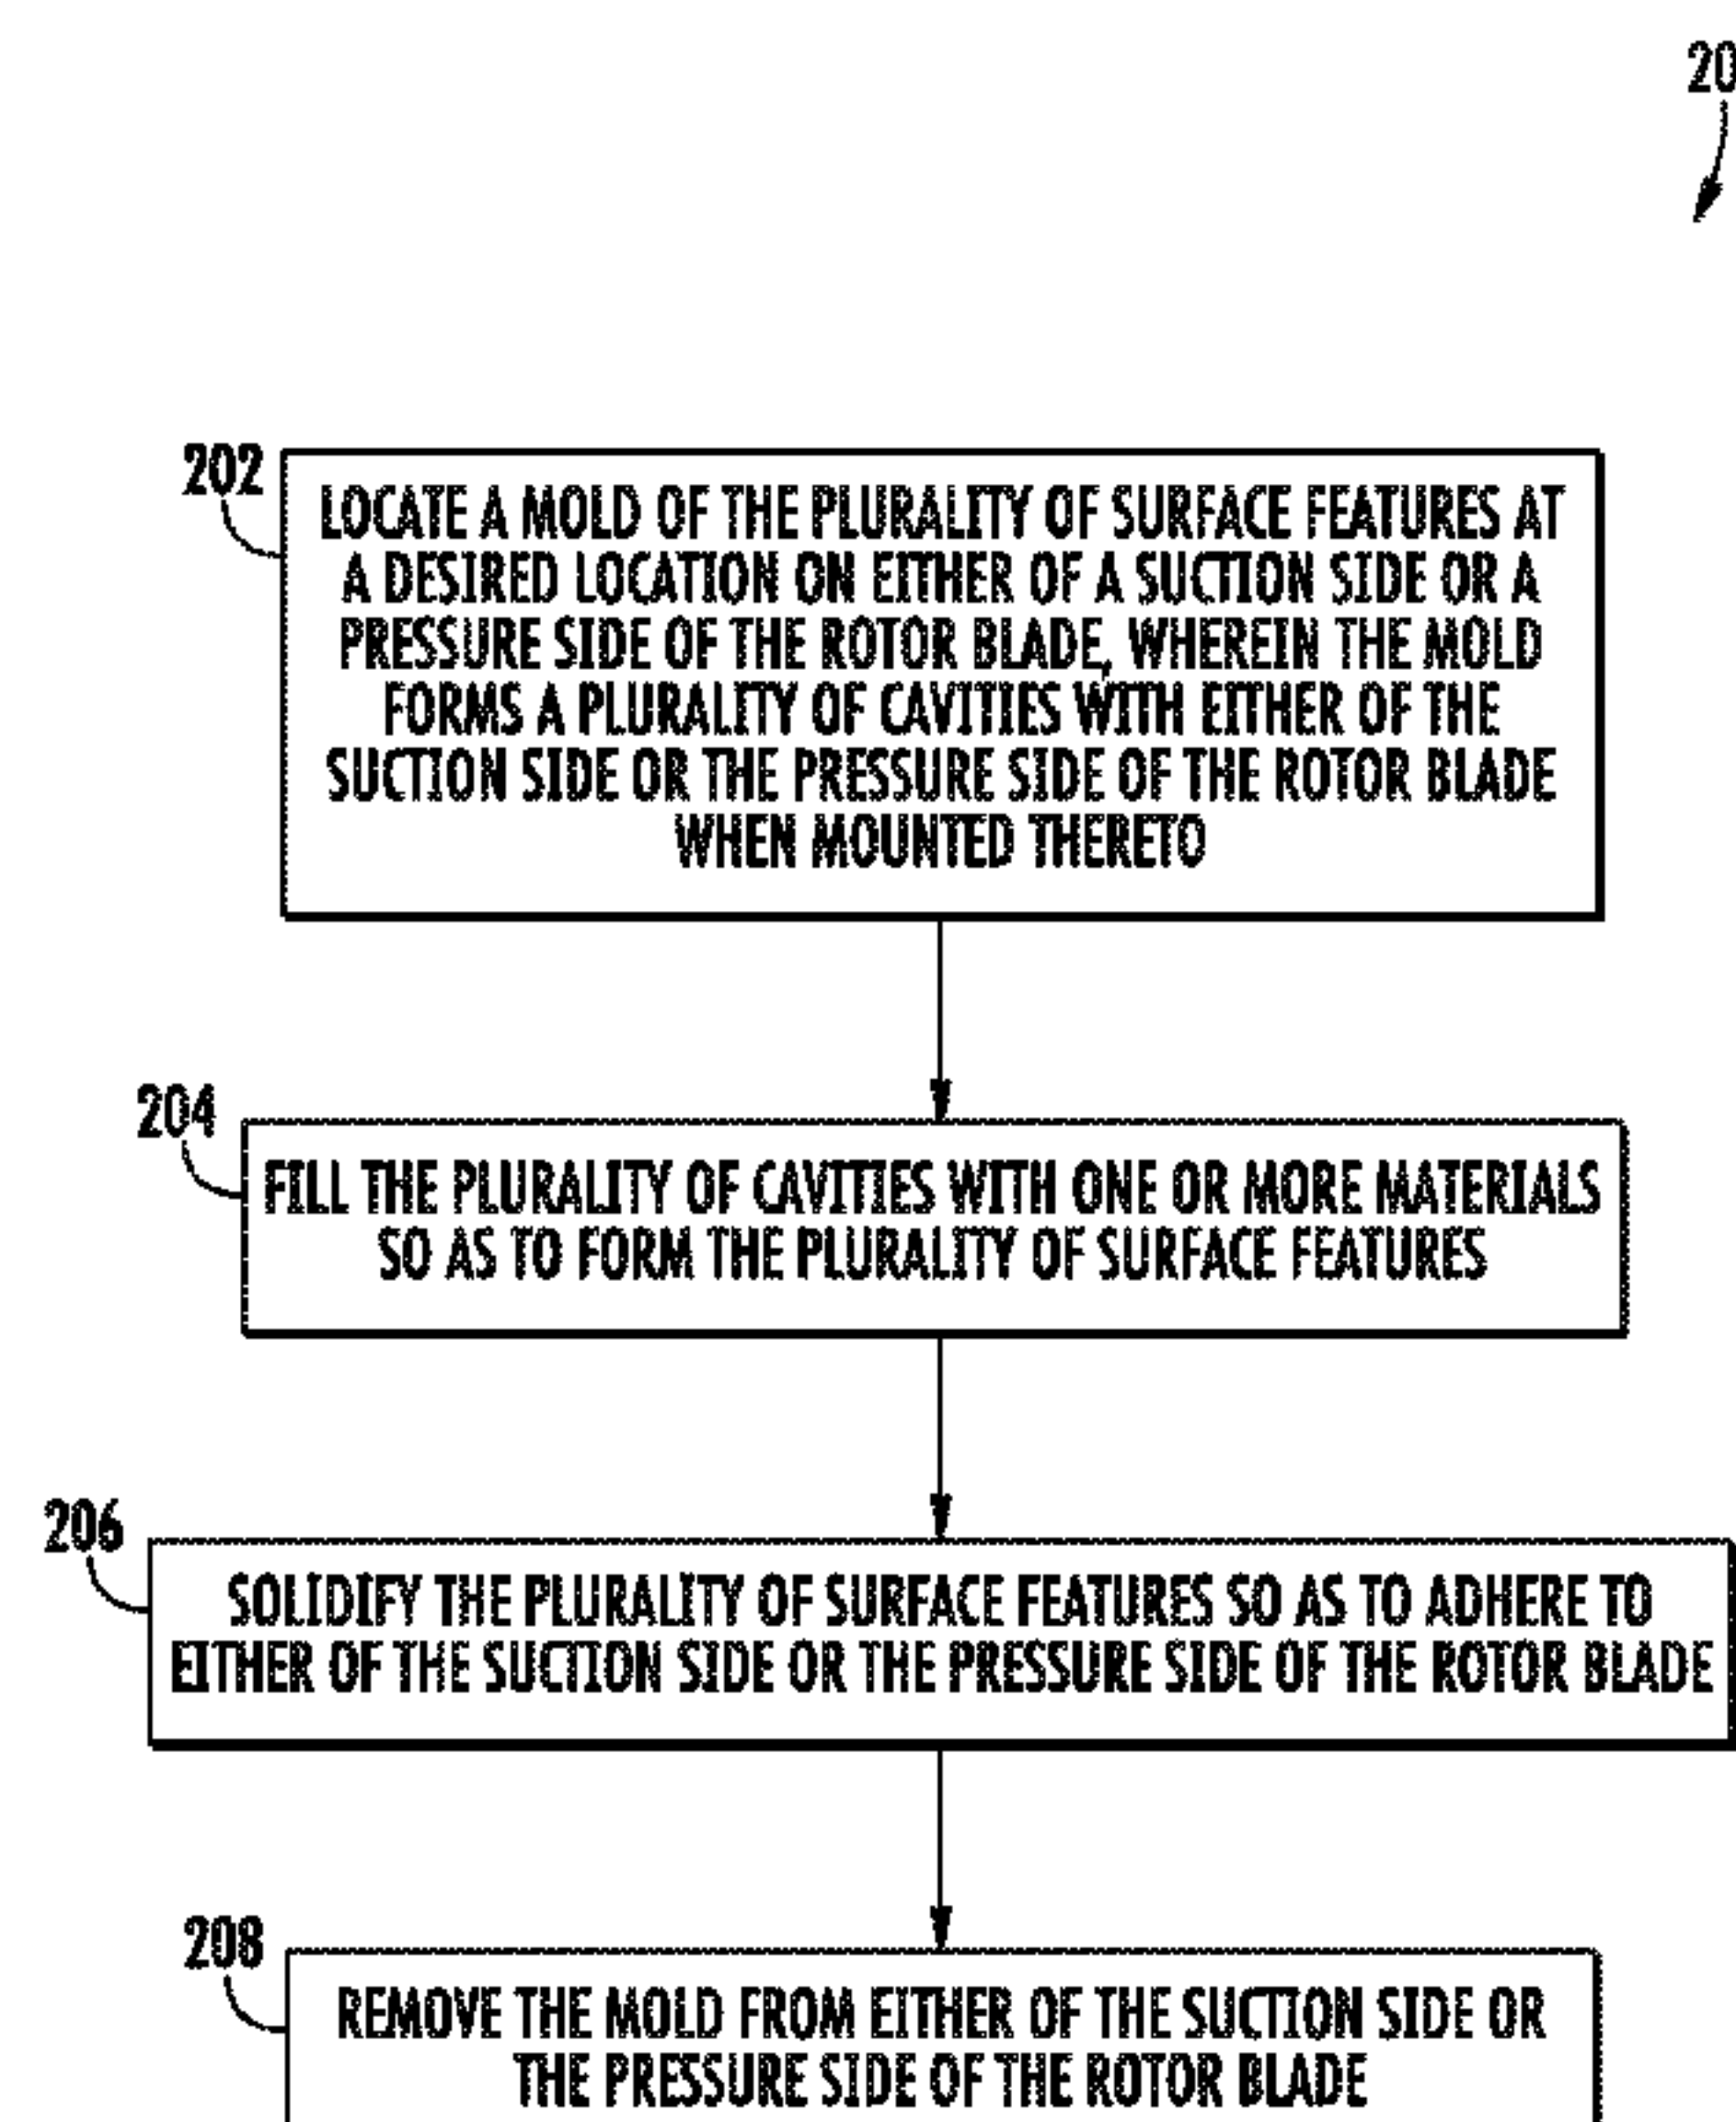 20
202
LOCATE A MOLD OF THE PLURALITY OF SURFACE FEATURES AT
A DESIRED LOCATION ON EITHER OF A SUCTION SIDE OR A
PRESSURE SIDE OF THE ROTOR BLADE, WHEREIN THE MOLD
FORMS A PLURALITY OF CAVITIES WITH EITHER OF THE
SUCTION SIDE OR THE PRESSURE SIDE OF THE ROTOR BLADE
WHEN MOUNTED THERETO
204
FILL THE PLURALITY OF CAVITIES WITH ONE OR MORE MATERIALS
SO AS TO FORM THE PLURALITY OF SURFACE FEATURES
206
SOLIDIFY THE PLURALITY OF SURFACE FEATURES SO AS TO ADHERE TO
EITHER OF THE SUCTION SIDE OR THE PRESSURE SIDE OF THE ROTOR BLADE
208
REMOVE THE MOLD FROM EITHER OF THE SUCTION SIDE OR
THE PRESSURE SIDE OF THE ROTOR BLADE